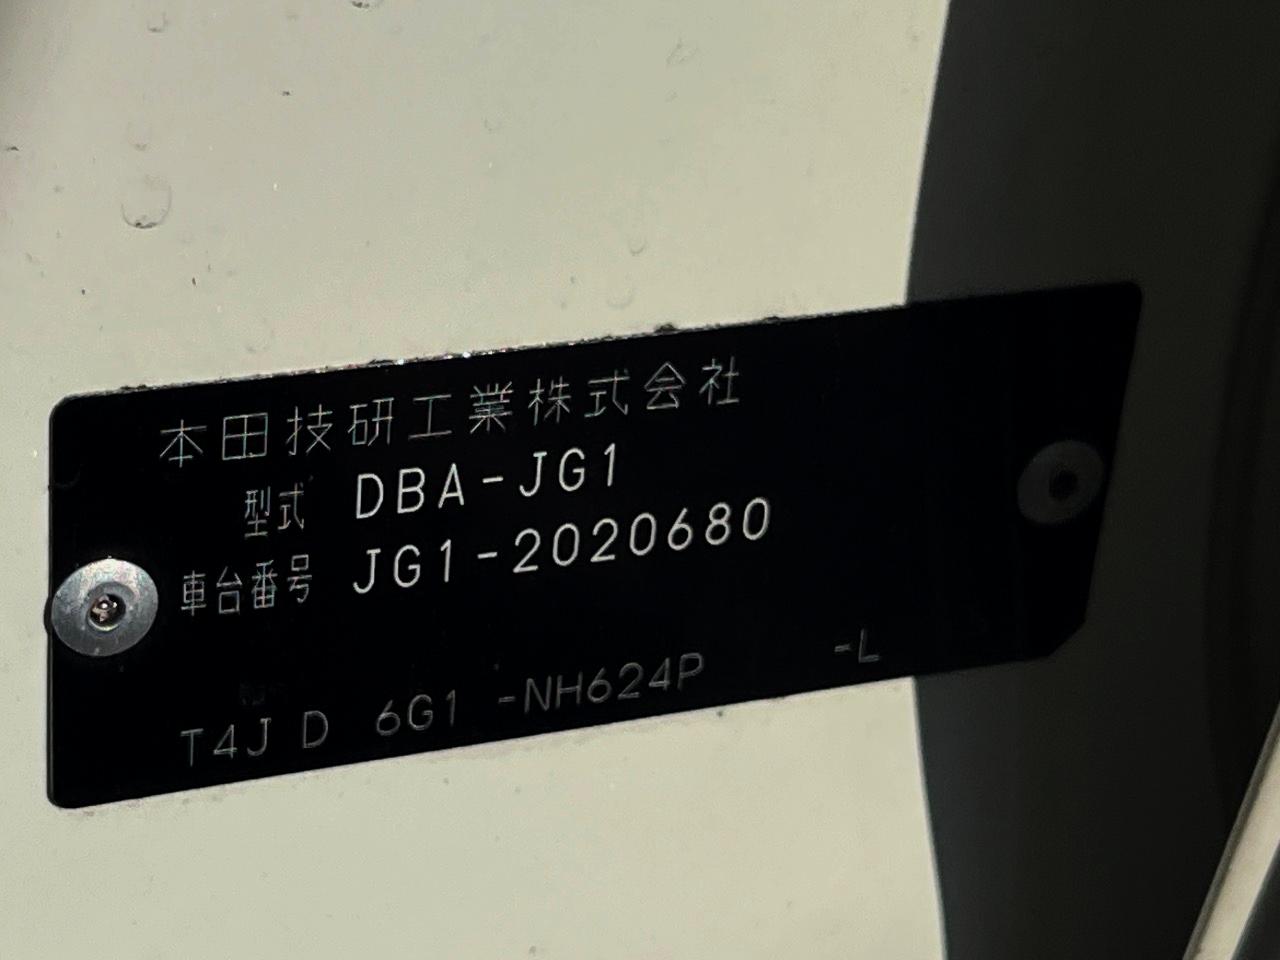 本田技研工業株式会社
型式 DBA-JG1
車台番号 JG1-2020680
T4J D 6G1 -NH624P -L